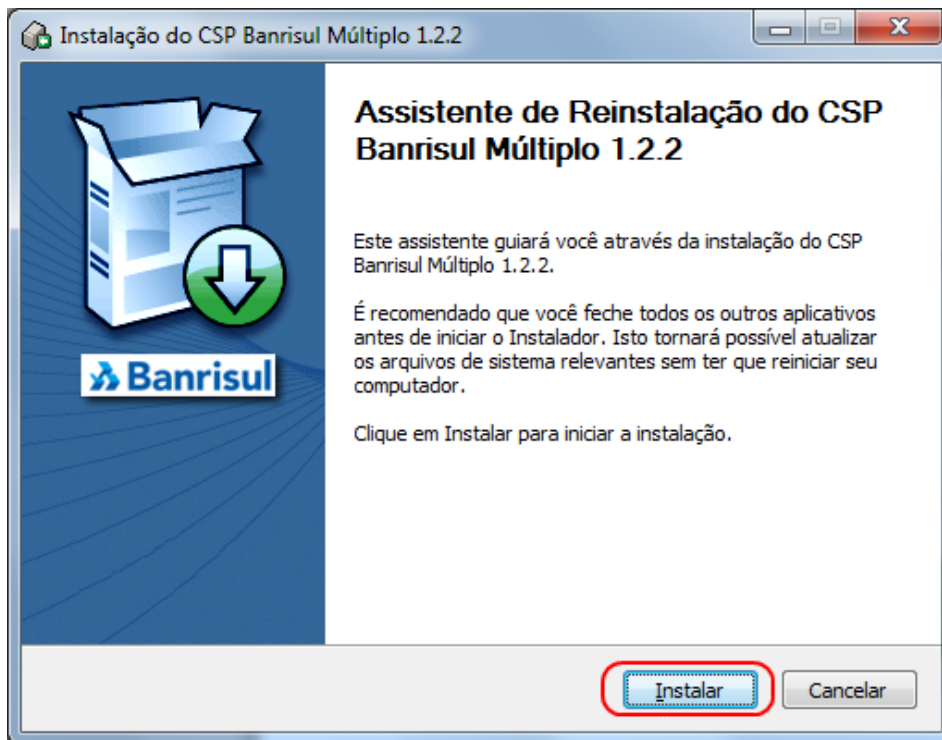 Instalação do CSP Banrisul Múltiplo 1.2.2
Assistente de Reinstalação do CSP
Banrisul Múltiplo 1.2.2
Este assistente guiará você através da instalação do CSP
Banrisul Múltiplo 1.2.2.
É recomendado que você feche todos os outros aplicativos
antes de iniciar o Instalador. Isto tornará possível atualizar
os arquivos de sistema relevantes sem ter que reiniciar seu
computador.
Clique em Instalar para iniciar a instalação.
Banrisul
Instalar
Cancelar